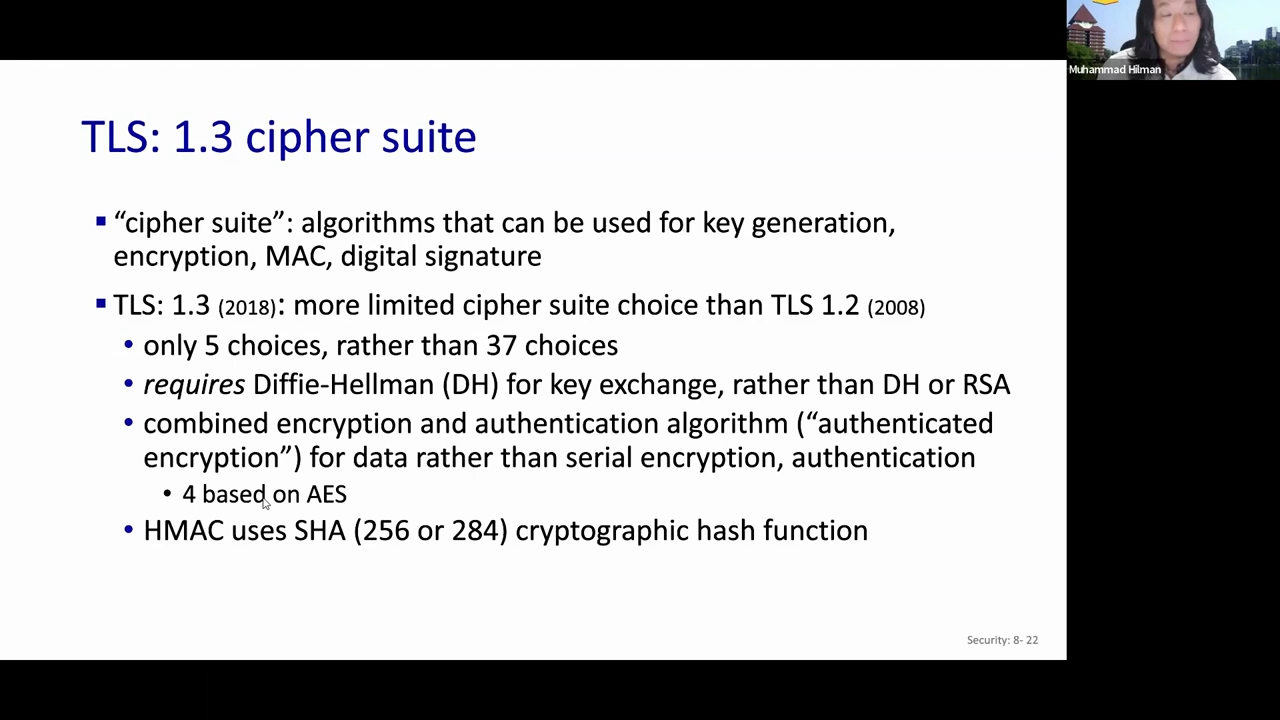 Muhammad Hilman
TLS: 1.3 cipher suite
▪ “cipher suite”: algorithms that can be used for key generation,
encryption, MAC, digital signature
▪ TLS: 1.3 (2018): more limited cipher suite choice than TLS 1.2 (2008)
• only 5 choices, rather than 37 choices
• requires Diffie-Hellman (DH) for key exchange, rather than DH or RSA
• combined encryption and authentication algorithm (“authenticated
encryption”) for data rather than serial encryption, authentication
• 4 based on AES
• HMAC uses SHA (256 or 284) cryptographic hash function
Security: 8- 22